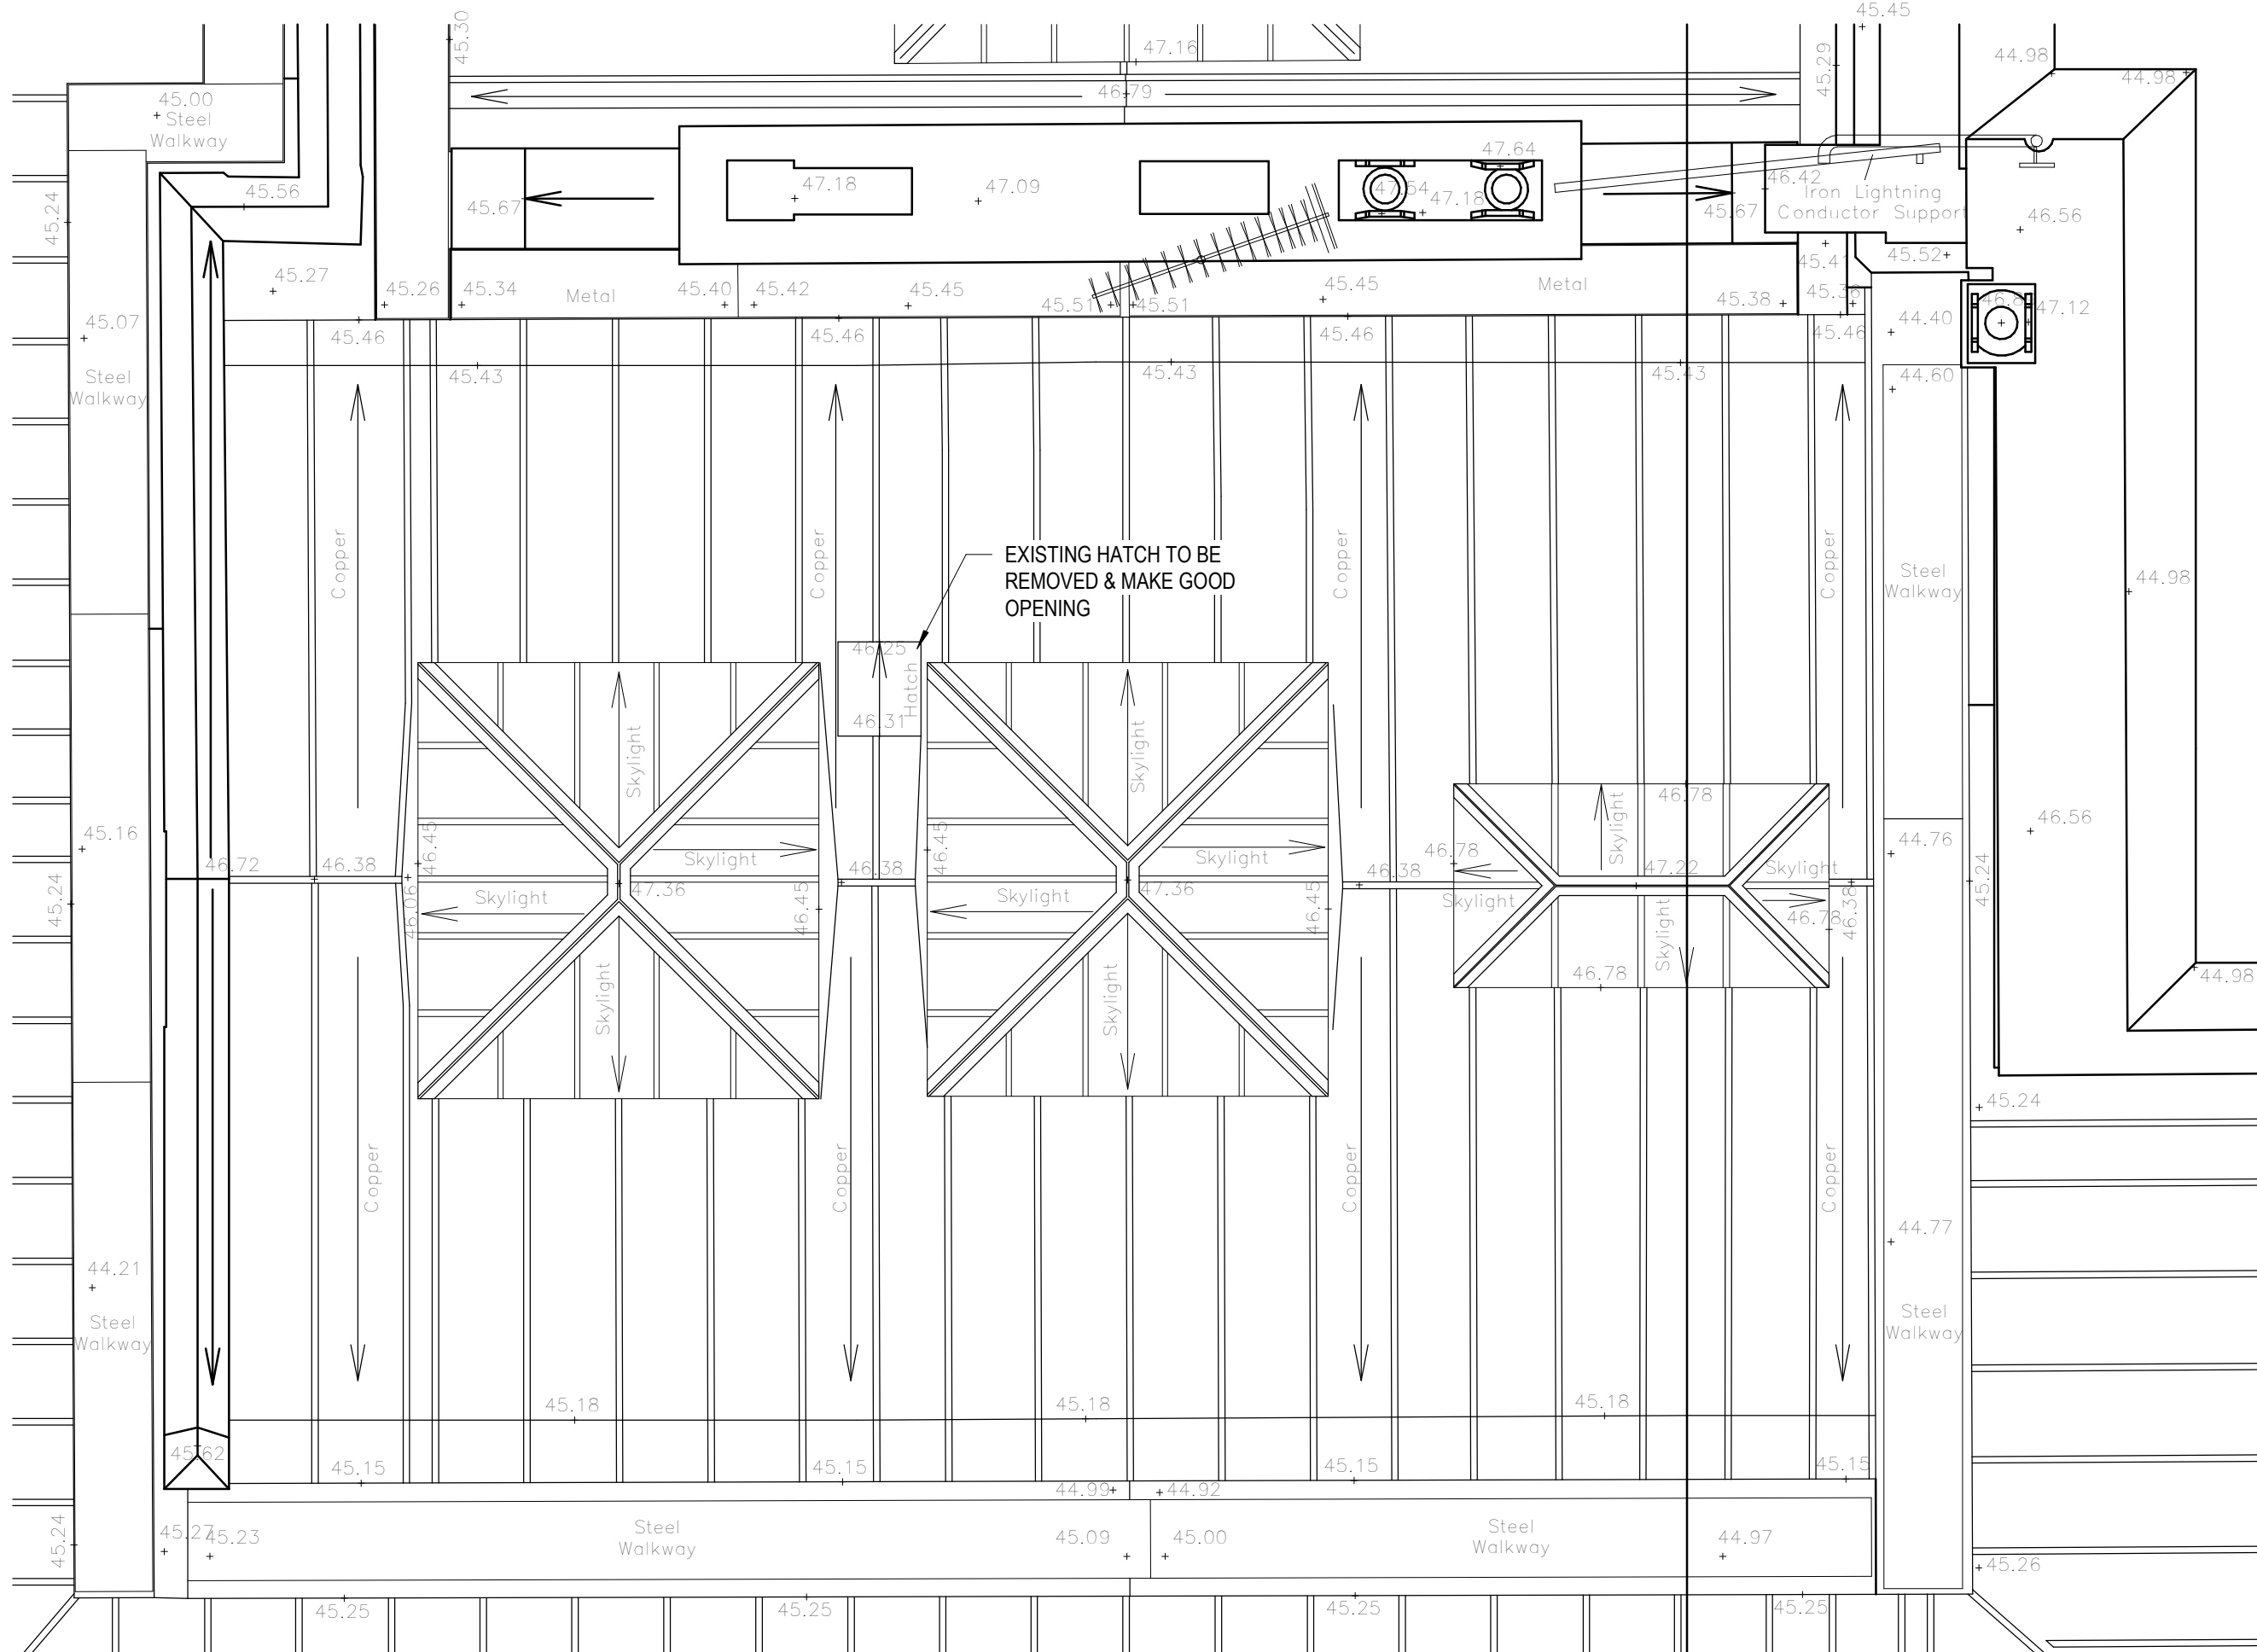 45.30
45.45
47.16
45.29
44.98
44.98
46.79
45.00
Steel
Walkway
47.64
47.18
47.09
47.18
46.42
Iron Lightning
Conductor Support
45.24
45.56
45.67
45.67
46.56
45.27
45.26
45.34
Metal
45.40
45.42
45.45
45.51
45.51
45.45
Metal
45.38
45.52
47.12
45.07
45.46
45.46
45.46
45.46
44.40
45.43
45.43
45.43
44.60
Steel
Walkway
Copper
Copper
Copper
Copper
EXISTING HATCH TO BE
REMOVED & MAKE GOOD
OPENING
Steel
Walkway
44.98
46.25
Hatch
46.31
Skylight
Skylight
Skylight
46.78
45.16
44.76
46.56
46.72
46.38
46.06
46.45
Skylight
Skylight
47.36
46.45
46.38
46.45
Skylight
Skylight
47.36
46.45
46.38
46.78
Skylight
47.22
Skylight
46.78
46.38
45.24
45.24
Skylight
Skylight
Skylight
46.78
44.98
45.24
Copper
Copper
Copper
Copper
44.21
Steel
Walkway
44.77
Steel
Walkway
45.18
45.18
45.18
45.62
45.15
45.15
45.15
45.15
44.99
44.92
45.24
45.27
45.23
Steel
Walkway
45.09
45.00
Steel
Walkway
44.97
45.26
45.25
45.25
45.25
45.25